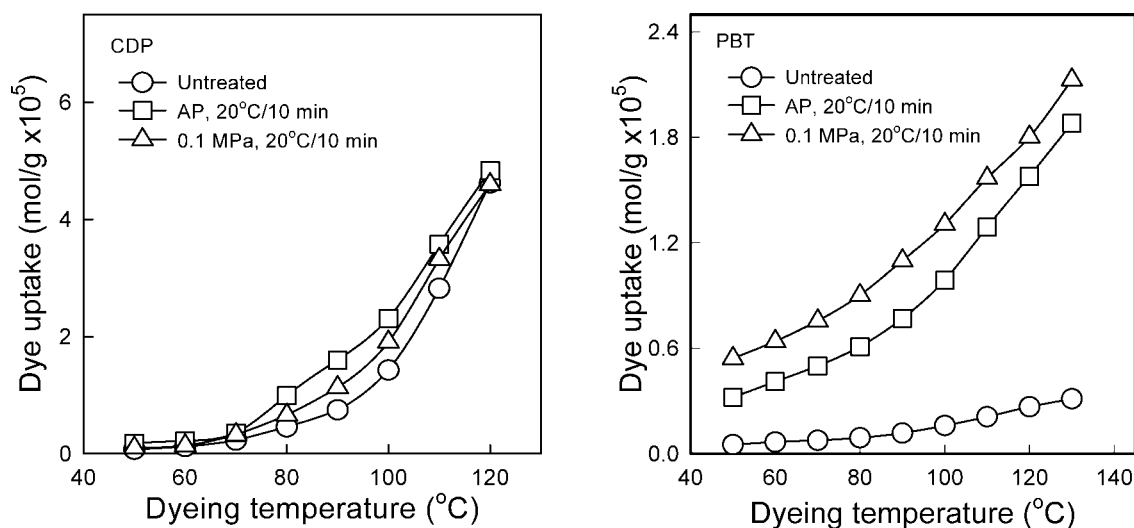 CDP
Untreated
AP, 20°C/10 min
0.1 MPa, 20°C/10 min
Dye uptake (mol/g x10⁵)
6
4
2
0
40 60 80 100 120
Dyeing temperature (°C)
PBT
Untreated
AP, 20°C/10 min
0.1 MPa, 20°C/10 min
Dye uptake (mol/g x10⁵)
2.4
1.8
1.2
0.6
0.0
40 60 80 100 120 140
Dyeing temperature (°C)